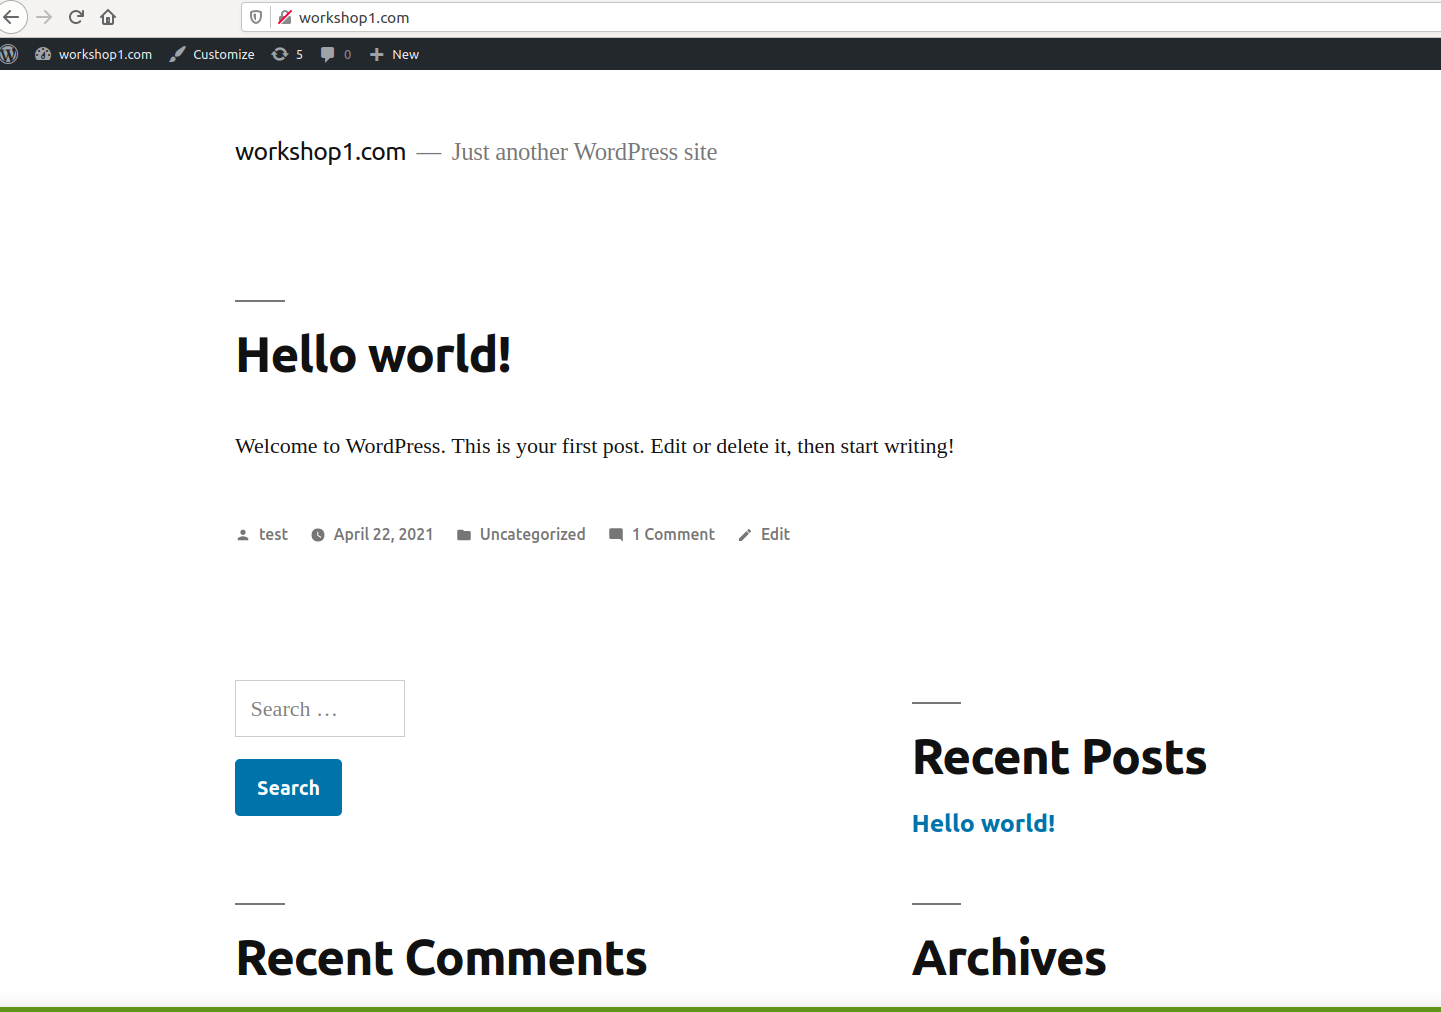 workshop1.com
workshop1.com Customize 5 0 New
workshop1.com — Just another WordPress site
Hello world!
Welcome to WordPress. This is your first post. Edit or delete it, then start writing!
test April 22, 2021 Uncategorized 1 Comment Edit
Search …
Search
Recent Posts
Hello world!
Recent Comments
Archives